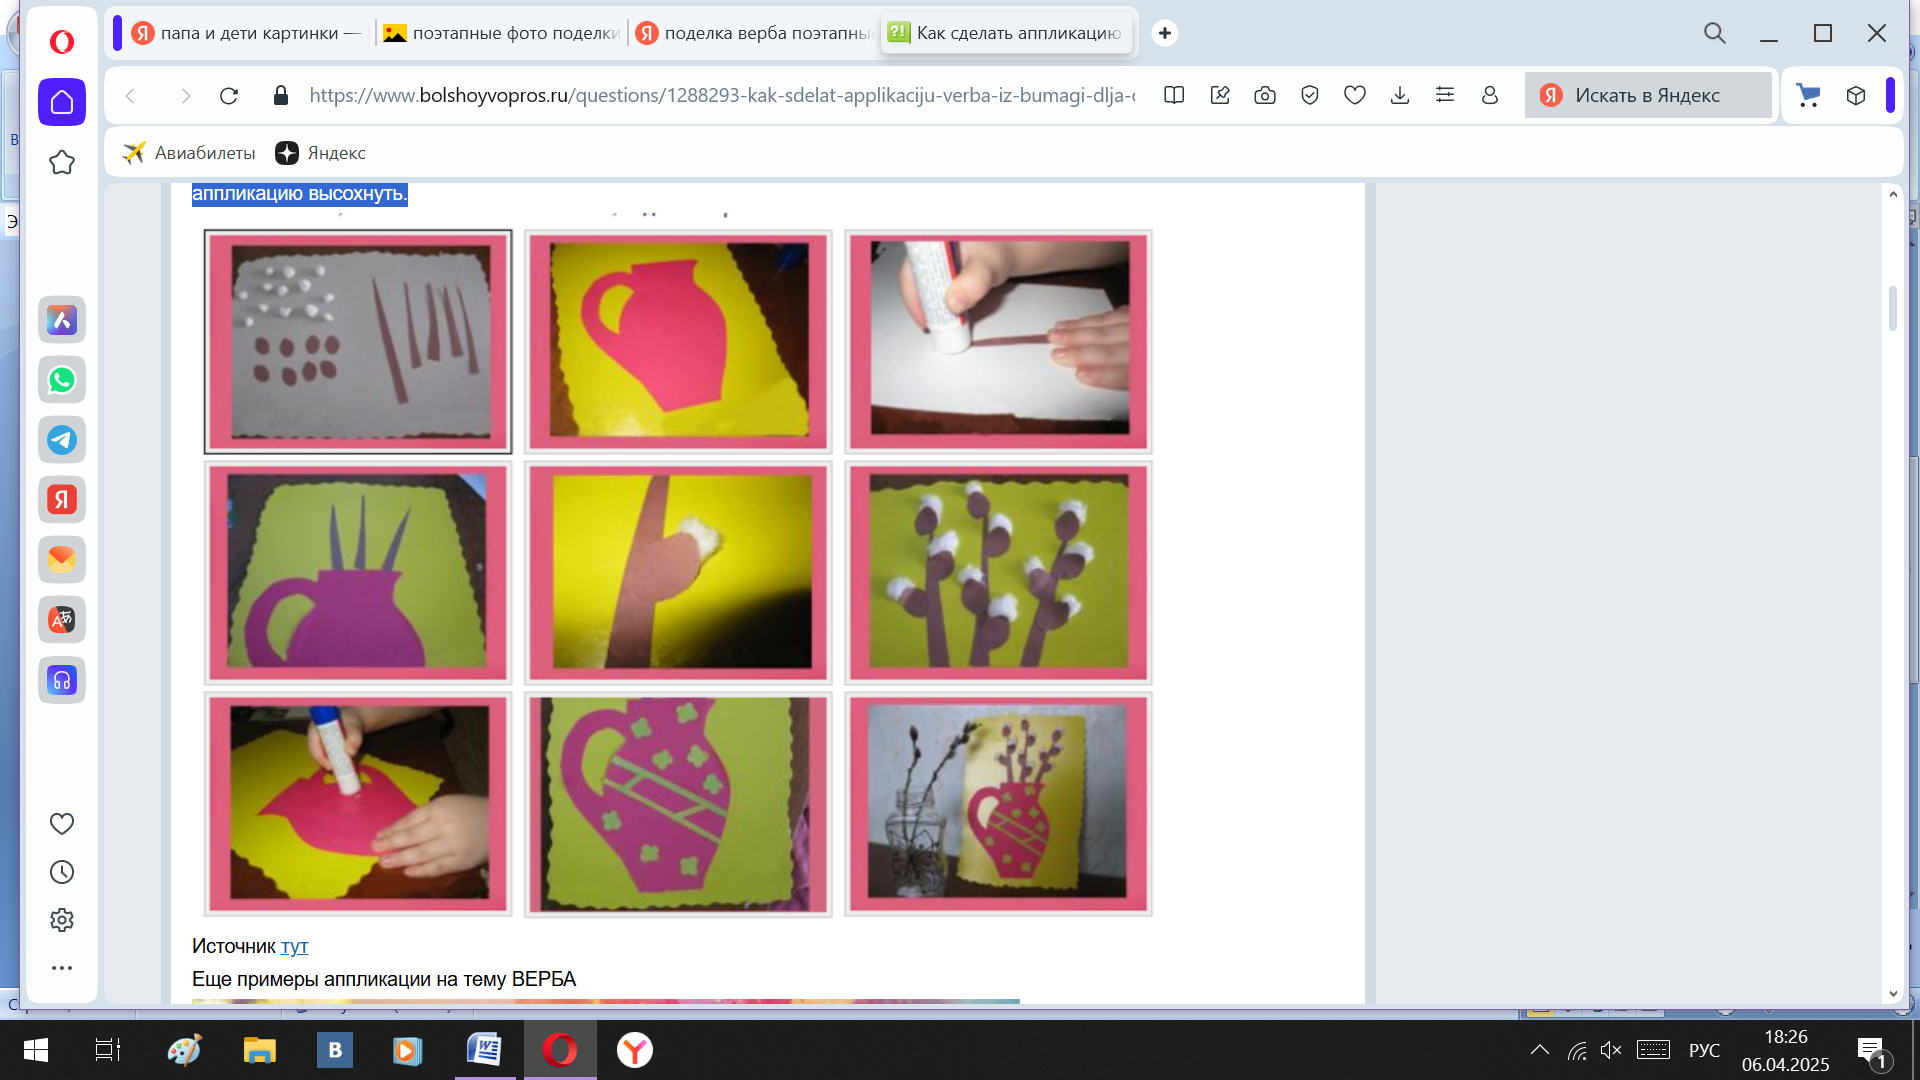 папа и дети картинки —
поэтапные фото поделки
поделка верба поэтапны
Как сделать аппликацию
https://www.bolshoyvopros.ru/questions/1288293-kak-sdelat-applikaciju-verba-iz-bumagi-dlja-
Искать в Яндекс
Авиабилеты
Яндекс
аппликацию высохнуть.
Источник тут
Еще примеры аппликации на тему ВЕРБА
18:26
РУС
06.04.2025
1